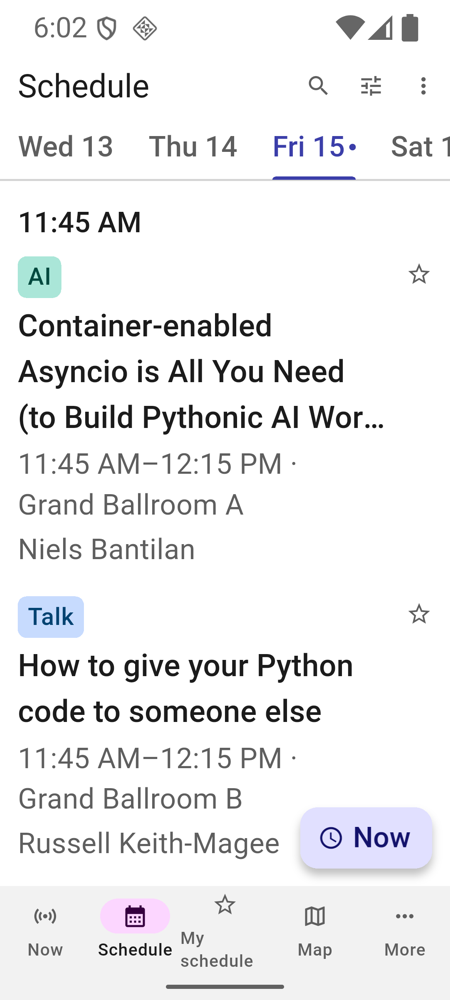 6:02
Schedule
Wed 13
Thu 14
Fri 15
Sat 1
11:45 AM
AI
Container-enabled
Asyncio is All You Need
(to Build Pythonic AI Wor…
11:45 AM–12:15 PM ·
Grand Ballroom A
Niels Bantilan
Talk
How to give your Python
code to someone else
11:45 AM–12:15 PM ·
Grand Ballroom B
Russell Keith-Magee
Now
Now
Schedule
My
schedule
Map
More